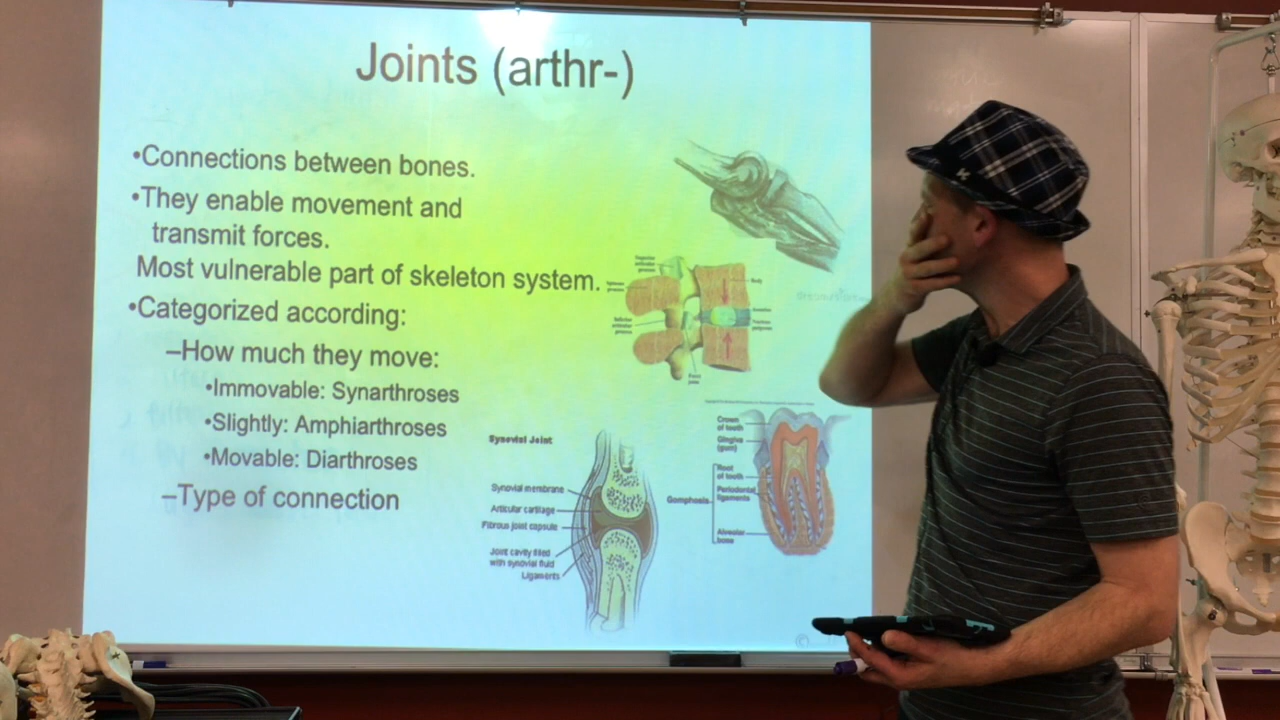 Joints (arthr-)
•Connections between bones.
•They enable movement and
transmit forces.
Most vulnerable part of skeleton system.
•Categorized according:
–How much they move:
•Immovable: Synarthroses
•Slightly: Amphiarthroses
•Movable: Diarthroses
–Type of connection
Body
Synovial Joint
Synovial membrane
Articular cartilage
Fibrous joint capsule
Joint cavity filled
with synovial fluid
Ligaments
Crown
of tooth
Gingiva
(gum)
Root
of tooth
Gomphosis
Periodontal
ligaments
Alveolar
bone
©